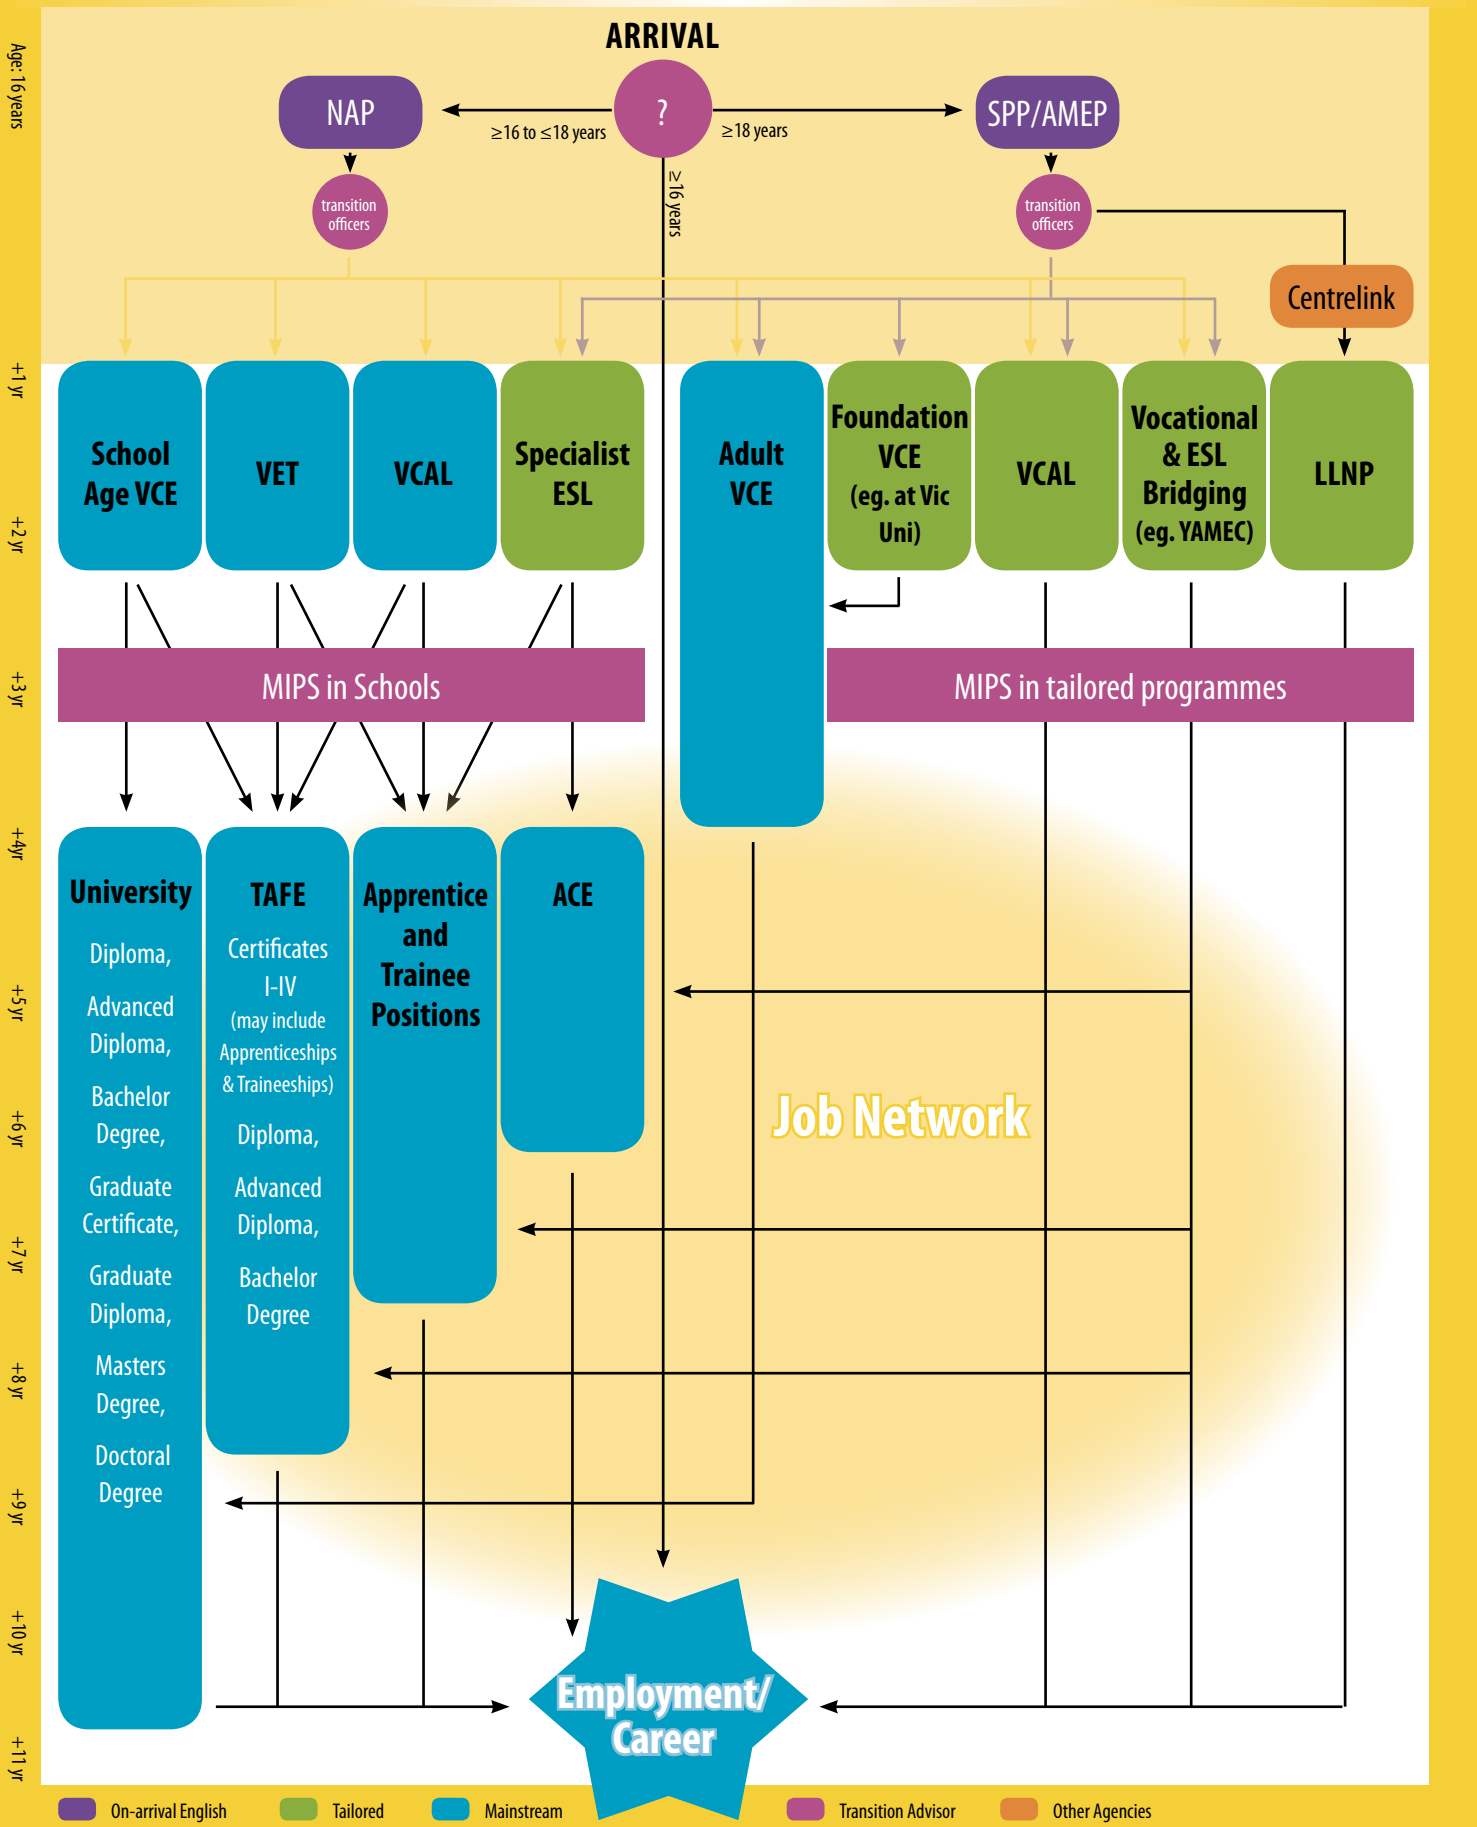 ARRIVAL
Age: 16 years
NAP
?
SPP/AMEP
≥16 to ≤18 years
≥18 years
≥16 years
transition
officers
transition
officers
Centrelink
+1 yr
+2 yr
+3 yr
+4yr
+5 yr
+6 yr
+7 yr
+8 yr
+9 yr
+10 yr
+11 yr
School
Age VCE
VET
VCAL
Specialist
ESL
Adult
VCE
Foundation
VCE
(eg. at Vic
Uni)
VCAL
Vocational
& ESL
Bridging
(eg. YAMEC)
LLNP
MIPS in Schools
MIPS in tailored programmes
University
Diploma,
Advanced
Diploma,
Bachelor
Degree,
Graduate
Certificate,
Graduate
Diploma,
Masters
Degree,
Doctoral
Degree
TAFE
Certificates
I-IV
(may include
Apprenticeships
& Traineeships)
Diploma,
Advanced
Diploma,
Bachelor
Degree
Apprentice
and
Trainee
Positions
ACE
Job Network
Employment/
Career
On-arrival English
Tailored
Mainstream
Transition Advisor
Other Agencies